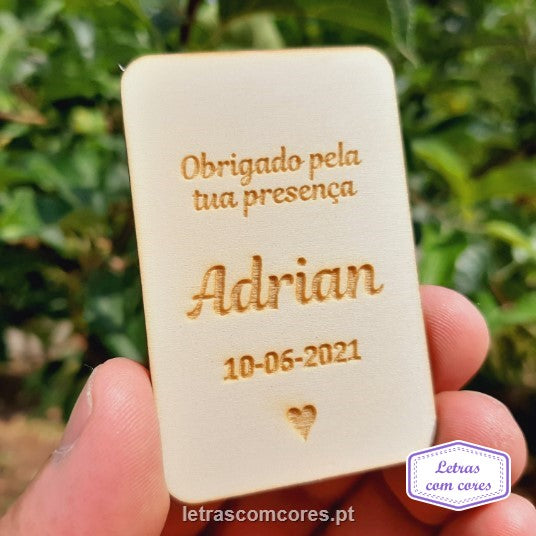 Obrigado pela
tua presença
Adrian
10-06-2021
Letras
com cores
letrascomcores.pt